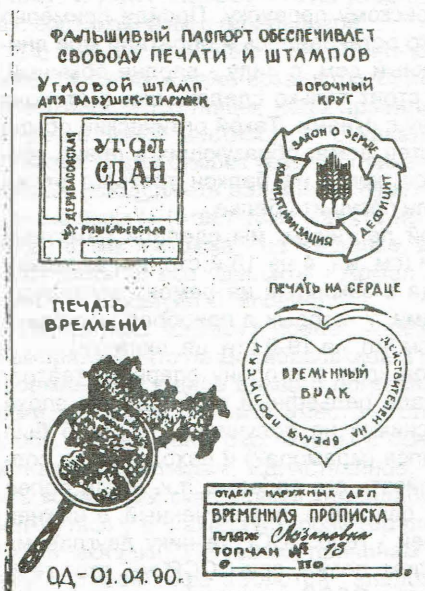 ФАЛЬШИВЫЙ ПАСПОРТ ОБЕСПЕЧИВАЕТ
СВОБОДУ ПЕЧАТИ И ШТАМПОВ
УГЛОВОЙ ШТАМП
ДЛЯ БАБУШЕК-СТАРУШЕК
УГОЛ
СДАН
УЛ. ДЕРИБАСОВСКАЯ
УЛ. РИШЕЛЬЕВСКАЯ
ПОРОЧНЫЙ
КРУГ
ЗАКОН О ЗЕМЛЕ
ДЕФИЦИТ
КОЛЛЕКТИВИЗАЦИЯ
ПЕЧАТЬ
ВРЕМЕНИ
ПЕЧАТЬ НА СЕРДЦЕ
ВРЕМЕННЫЙ
БРАК
ДЕЙСТВИТЕЛЕН НА ВРЕМЯ ПРОПИСКИ
ОТДЕЛ НАРУЖНЫХ ДЕЛ
ВРЕМЕННАЯ ПРОПИСКА
ПЛЯЖ Лузановка
ТОПЧАН № 13
ОД-01.04.90г.